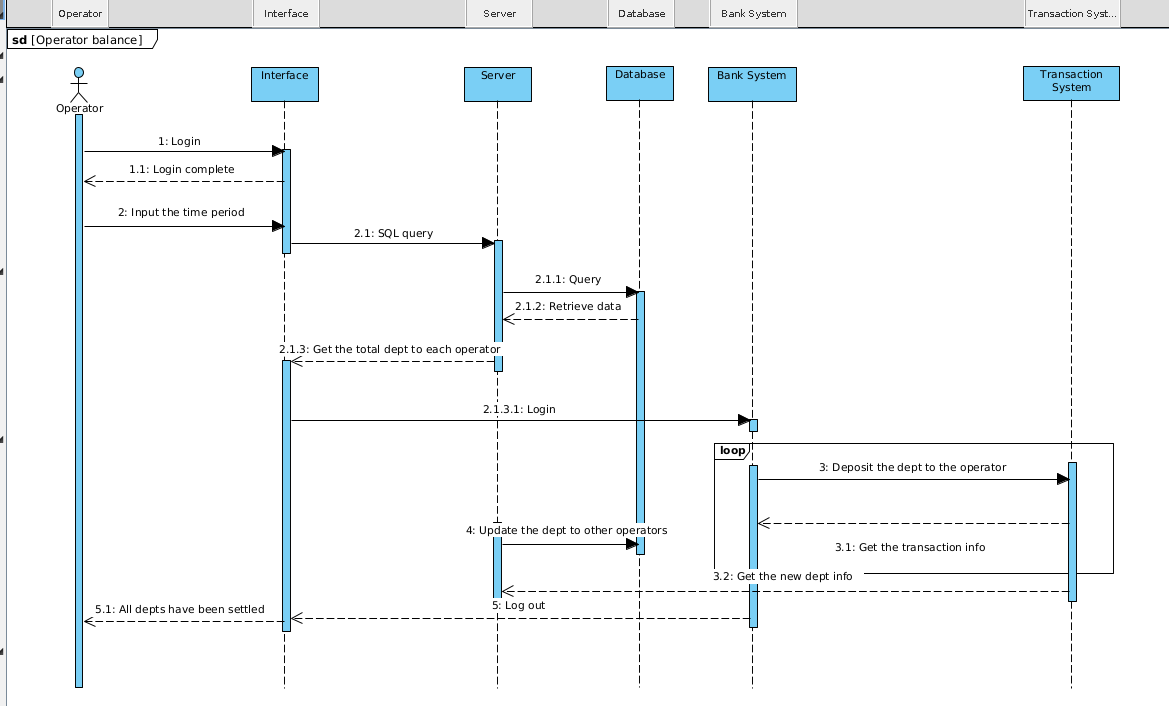 Operator Interface Server Database Bank System Transaction Syst...
sd [Operator balance]
Operator
Interface
Server
Database
Bank System
Transaction
System
1: Login
1.1: Login complete
2: Input the time period
2.1: SQL query
2.1.1: Query
2.1.2: Retrieve data
2.1.3: Get the total dept to each operator
2.1.3.1: Login
loop
3: Deposit the dept to the operator
4: Update the dept to other operators
3.1: Get the transaction info
3.2: Get the new dept info
5: Log out
5.1: All depts have been settled